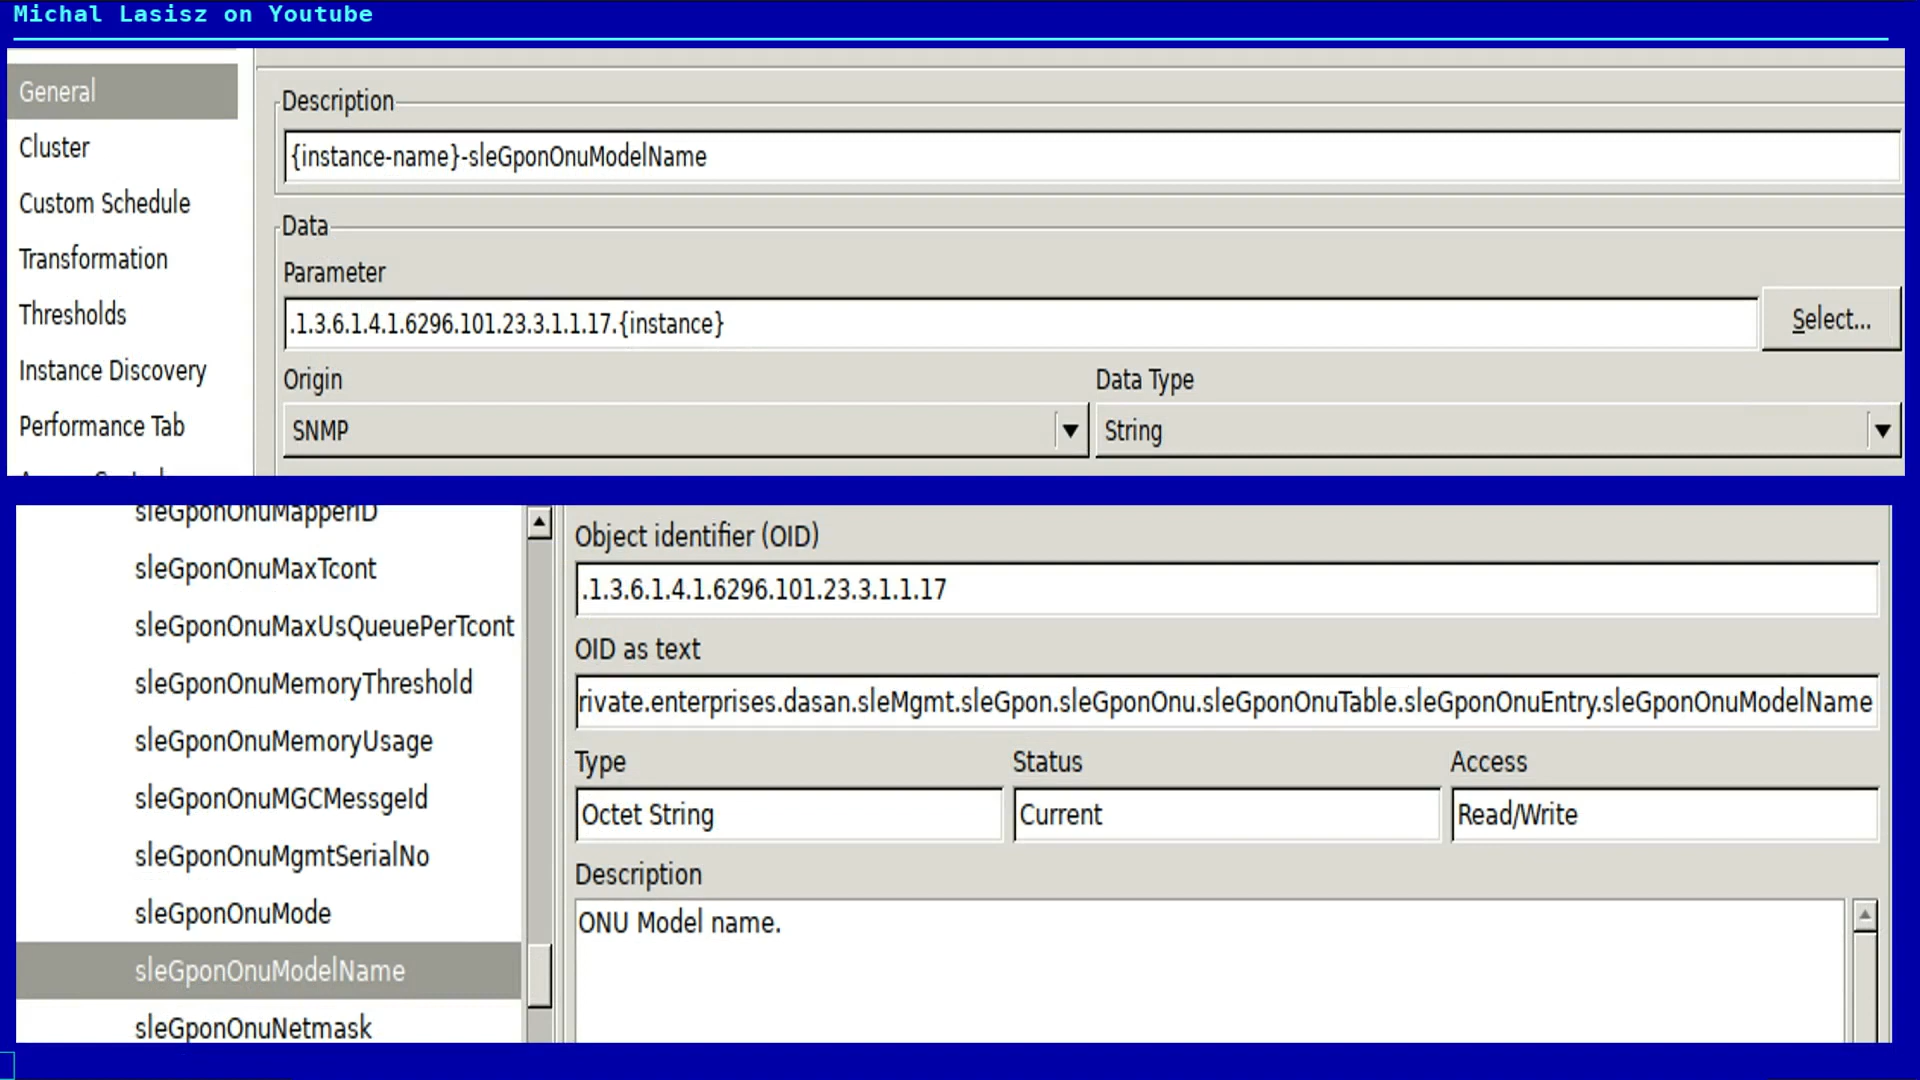 Michal Lasisz on Youtube
General
Cluster
Custom Schedule
Transformation
Thresholds
Instance Discovery
Performance Tab
Description
{instance-name}-sleGponOnuModelName
Data
Parameter
.1.3.6.1.4.1.6296.101.23.3.1.1.17.{instance}
Select...
Origin
Data Type
SNMP
String
sleGponOnuMapperID
sleGponOnuMaxTcont
sleGponOnuMaxUsQueuePerTcont
sleGponOnuMemoryThreshold
sleGponOnuMemoryUsage
sleGponOnuMGCMessgeId
sleGponOnuMgmtSerialNo
sleGponOnuMode
sleGponOnuModelName
sleGponOnuNetmask
Object identifier (OID)
.1.3.6.1.4.1.6296.101.23.3.1.1.17
OID as text
rivate.enterprises.dasan.sleMgmt.sleGpon.sleGponOnu.sleGponOnuTable.sleGponOnuEntry.sleGponOnuModelName
Type
Status
Access
Octet String
Current
Read/Write
Description
ONU Model name.